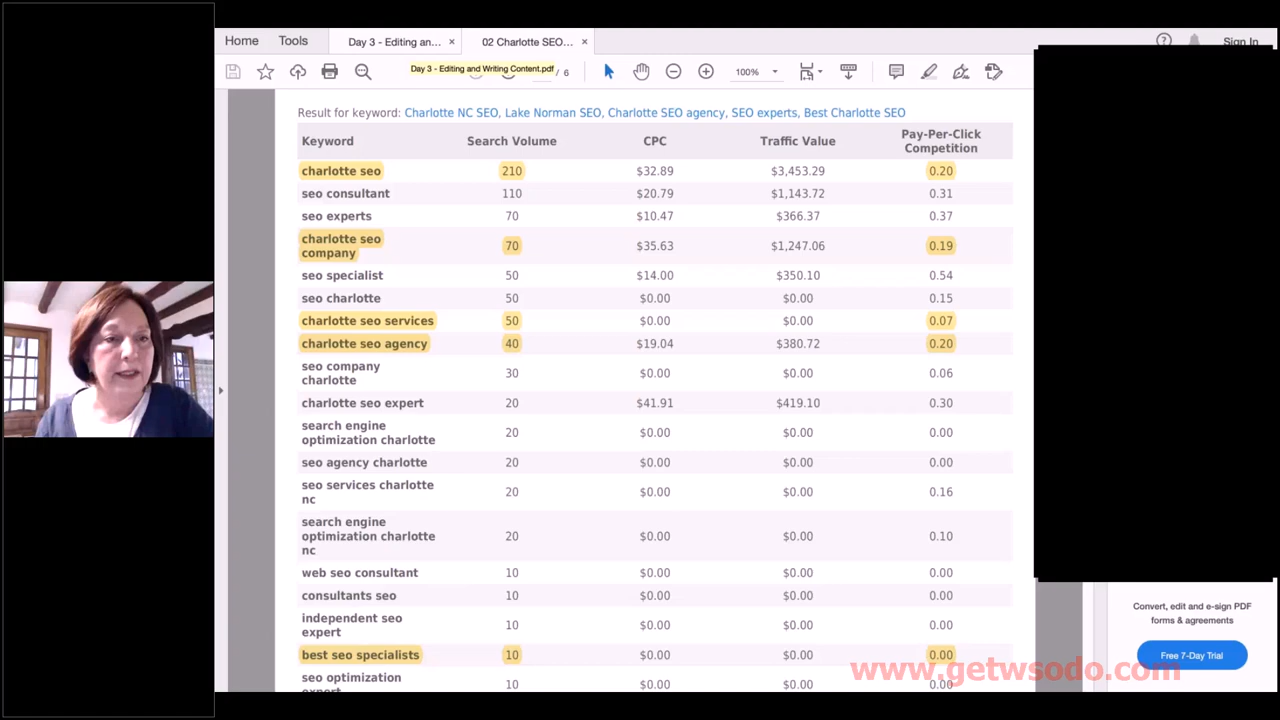 Home Tools Day 3 - Editing an... × 02 Charlotte SEO... × Sign In
Day 3 - Editing and Writing Content.pdf / 6 100%
Result for keyword: Charlotte NC SEO, Lake Norman SEO, Charlotte SEO agency, SEO experts, Best Charlotte SEO
Keyword Search Volume CPC Traffic Value Pay-Per-Click Competition
charlotte seo 210 $32.89 $3,453.29 0.20
seo consultant 110 $20.79 $1,143.72 0.31
seo experts 70 $10.47 $366.37 0.37
charlotte seo company 70 $35.63 $1,247.06 0.19
seo specialist 50 $14.00 $350.10 0.54
seo charlotte 50 $0.00 $0.00 0.15
charlotte seo services 50 $0.00 $0.00 0.07
charlotte seo agency 40 $19.04 $380.72 0.20
seo company charlotte 30 $0.00 $0.00 0.06
charlotte seo expert 20 $41.91 $419.10 0.30
search engine optimization charlotte 20 $0.00 $0.00 0.00
seo agency charlotte 20 $0.00 $0.00 0.00
seo services charlotte nc 20 $0.00 $0.00 0.16
search engine optimization charlotte nc 20 $0.00 $0.00 0.10
web seo consultant 10 $0.00 $0.00 0.00
consultants seo 10 $0.00 $0.00 0.00
independent seo expert 10 $0.00 $0.00 0.00
best seo specialists 10 $0.00 $0.00 0.00
seo optimization expert 10 $0.00 $0.00 0.00
Convert, edit and e-sign PDF
forms & agreements
Free 7-Day Trial
www.getwsodo.com